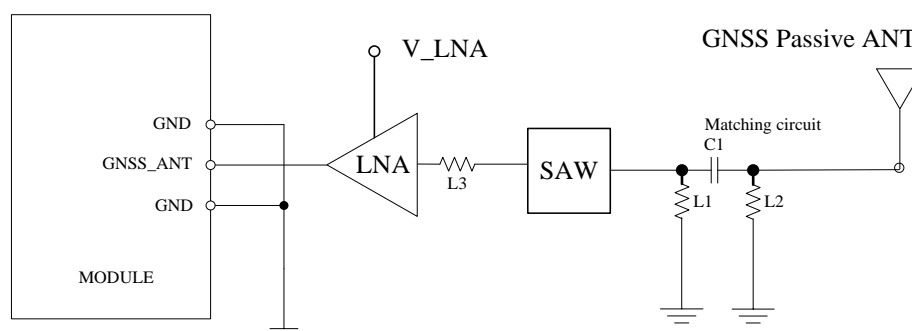 GNSS Passive ANT
V_LNA
GND
Matching circuit
C1
GNSS_ANT
LNA
L3
SAW
L1
L2
GND
MODULE